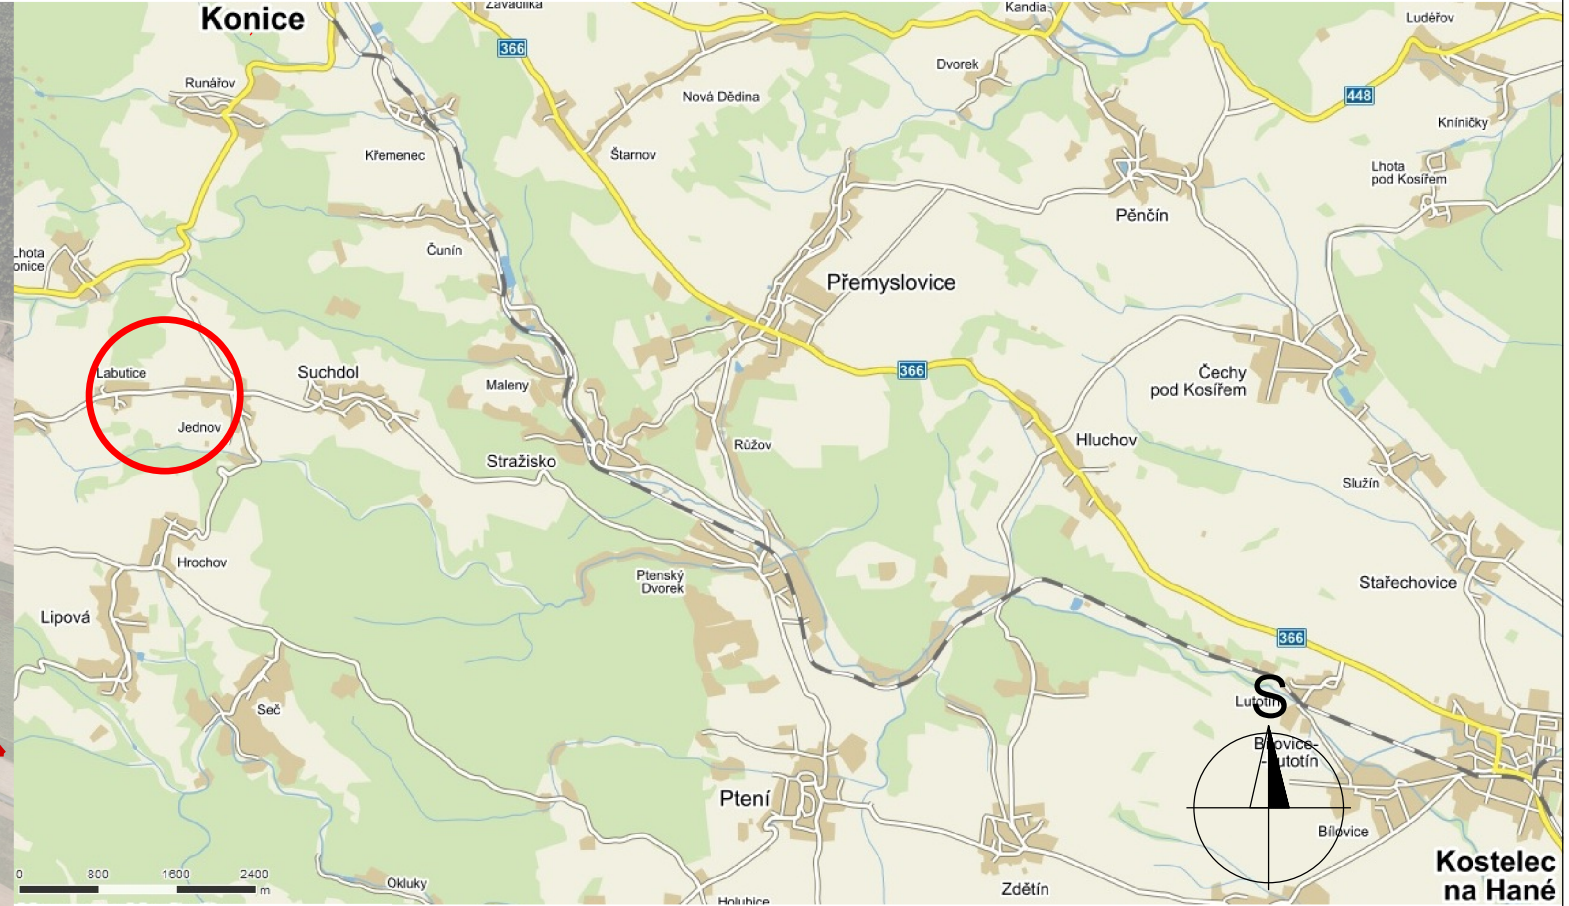 Konice
Zavadilka
Kandia
Luděřov
366
Dvorek
Runářov
Nová Dědina
448
Kníničky
Křemenec
Štarnov
Lhota
pod Kosířem
Pěnčín
Čunín
Lhota
onice
Přemyslovice
Labutice
Suchdol
Maleny
366
Čechy
pod Kosířem
Jednov
Růžov
Hluchov
Stražisko
Služín
Hrochov
Ptenský
Dvorek
Stařechovice
Lipová
366
S
Lutotín
Seč
Bílovice-
-Lutotín
Ptení
Bílovice
0 800 1600 2400
m
Okluky
Zdětín
Kostelec
na Hané
Holubice